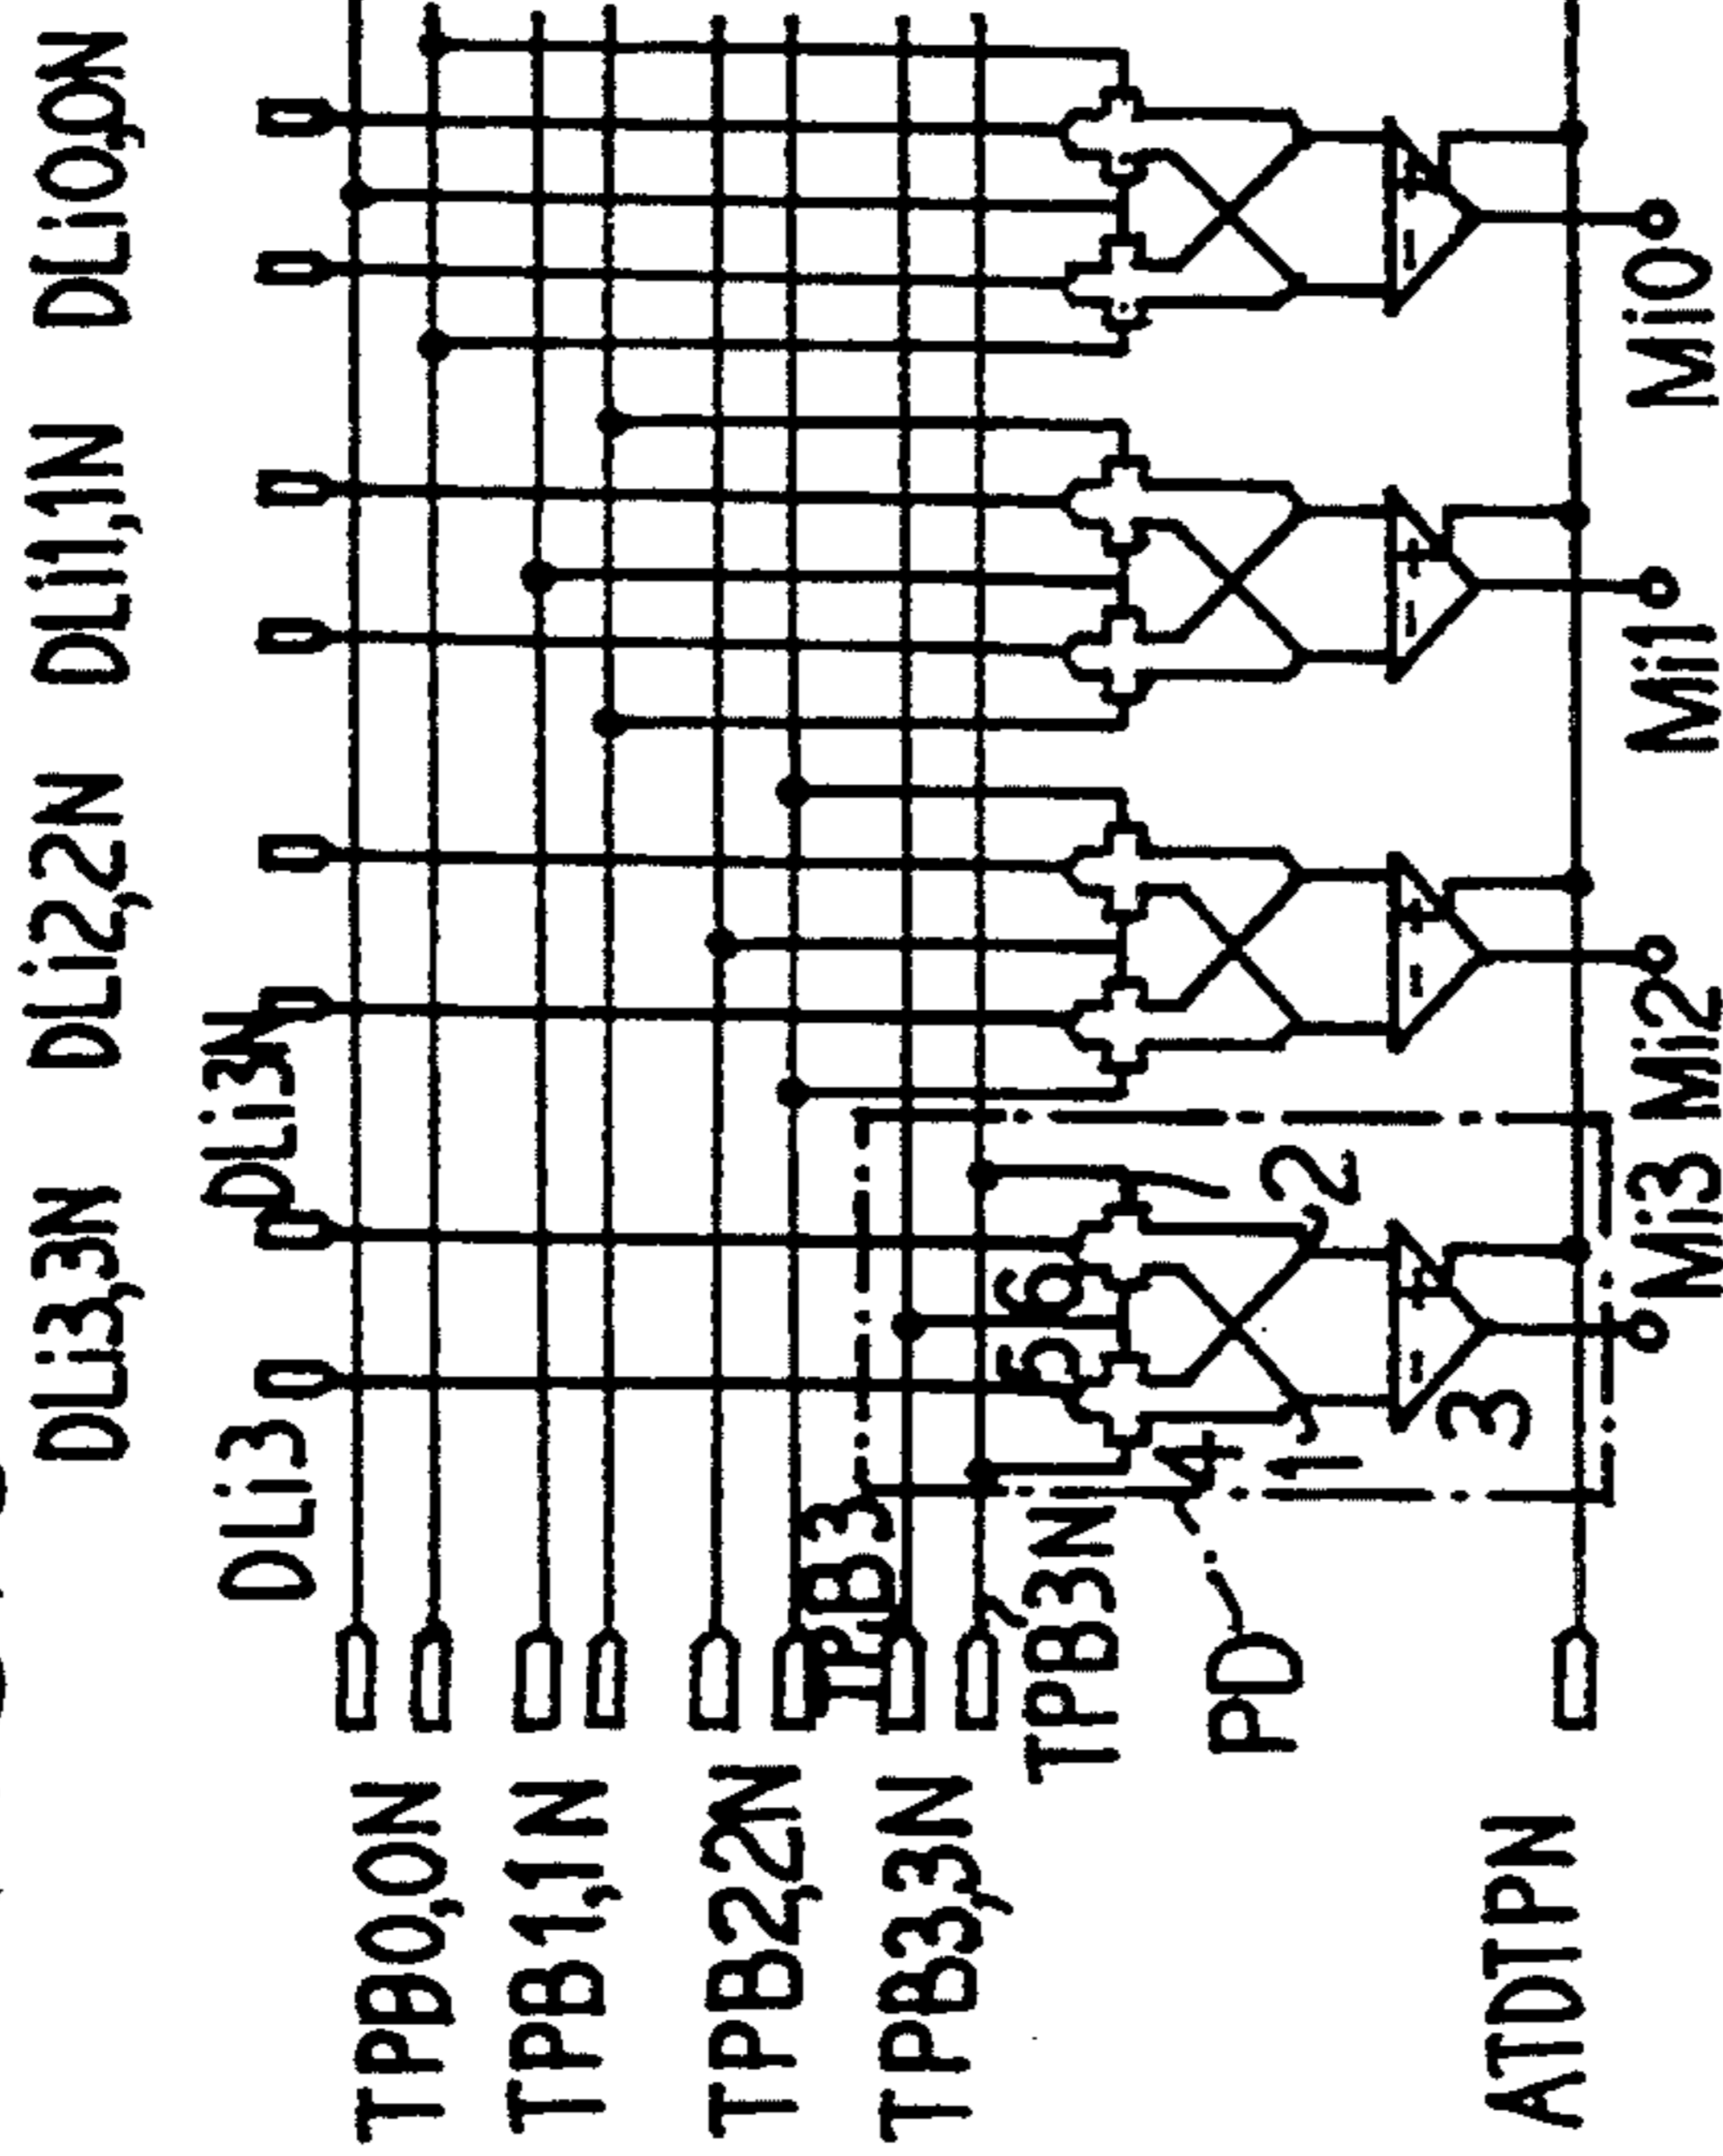 DLi3,3N DLi2,2N DLi1,1N DLi0,0N
DLi3 DLi3N
TPB0,0N
TPB1,1N
TPB2,2N
TPB3
TPB3,3N
TPB3N
5 6
4
PD
1 2
- + - + - + - +
3
ATDTPN
Mi3 Mi2 Mi1 Mi0